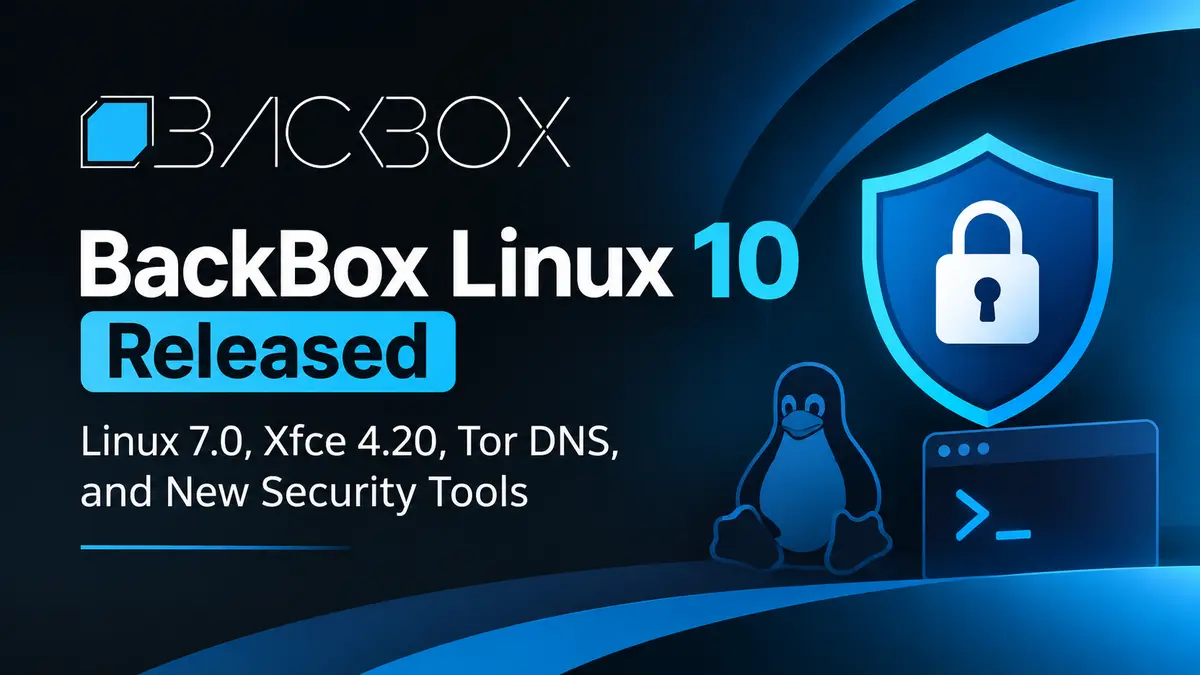 BACKBOX
BackBox Linux 10
Released
Linux 7.0, Xfce 4.20, Tor DNS,
and New Security Tools
>_